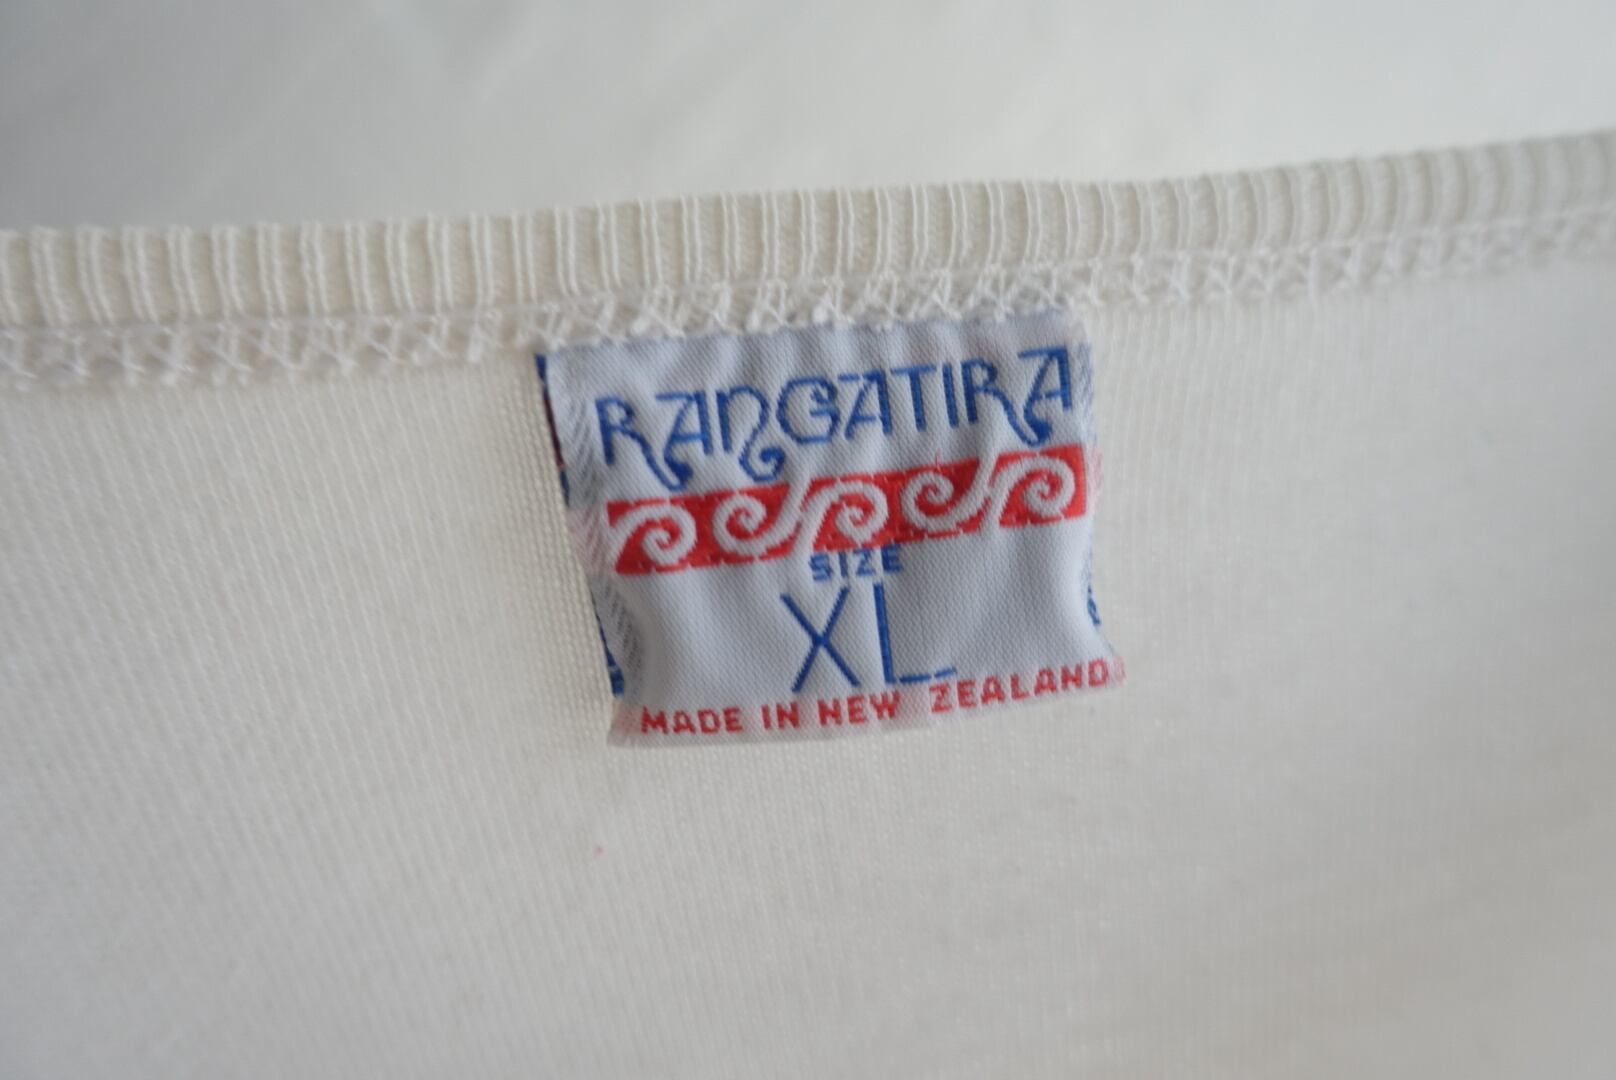 RANGATIRA
SIZE
XL
MADE IN NEW ZEALAND